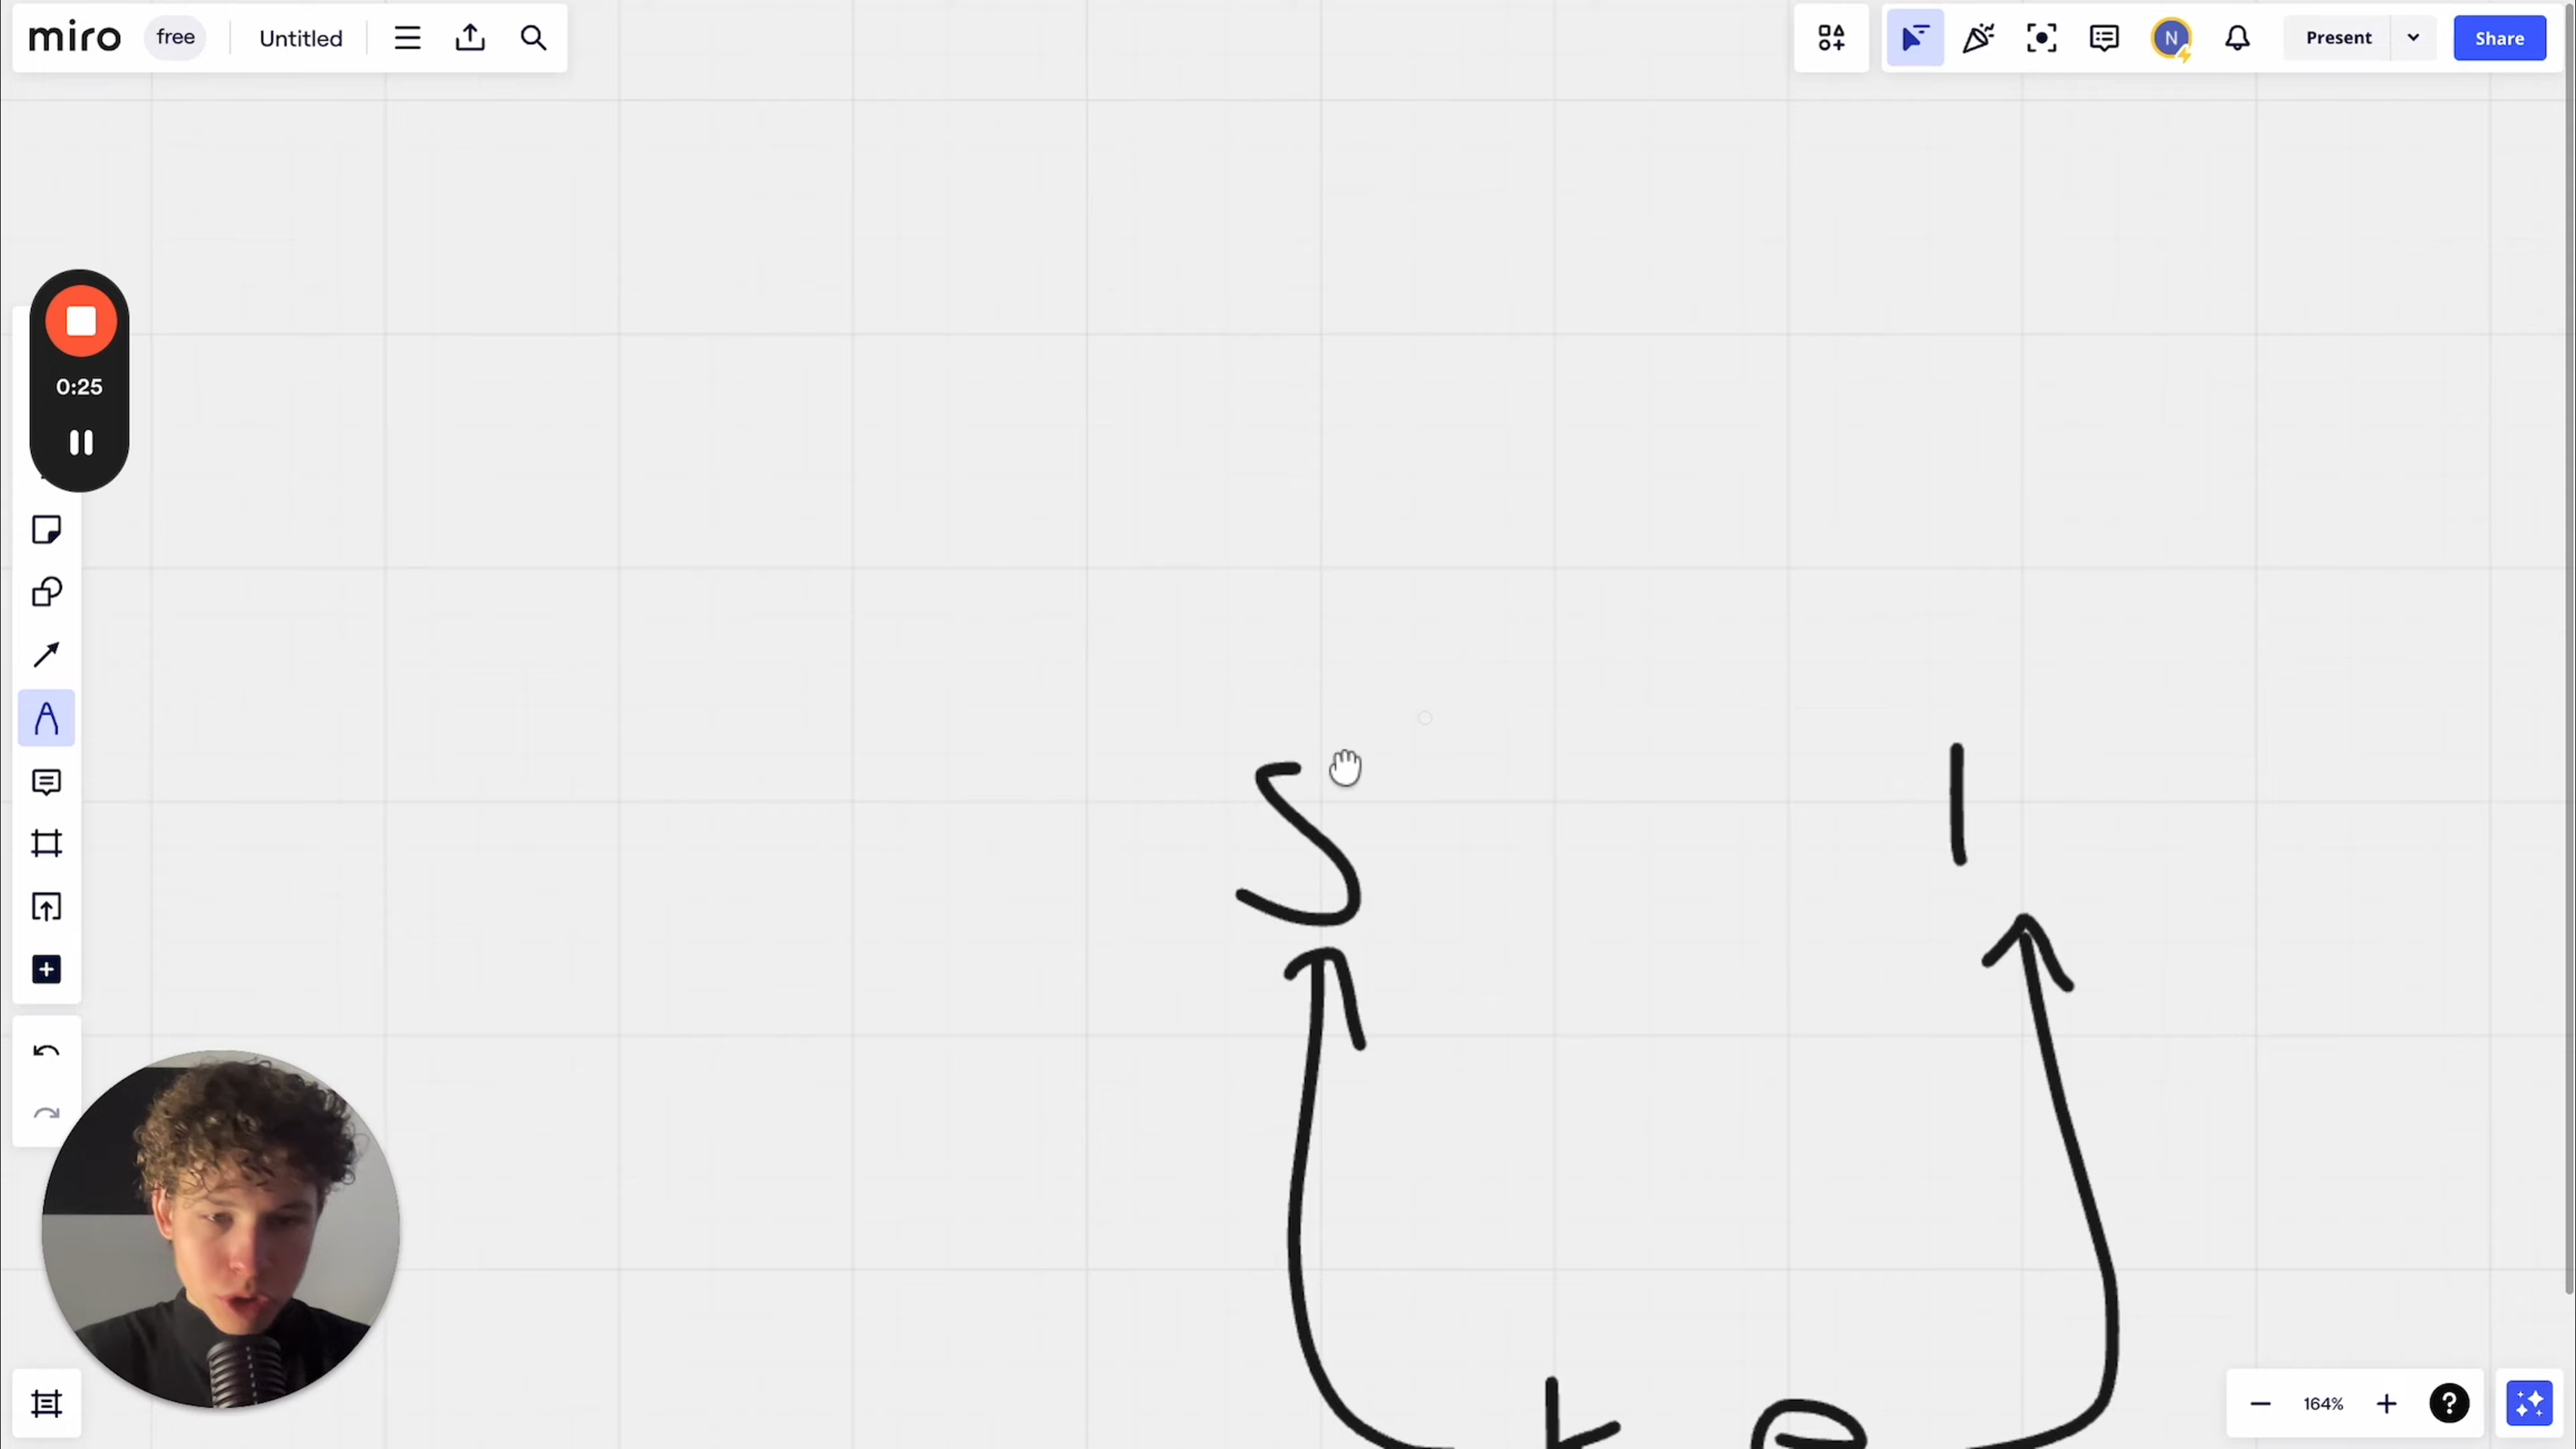 miro free Untitled
N Present Share
0:25
S I
k e
164% ?